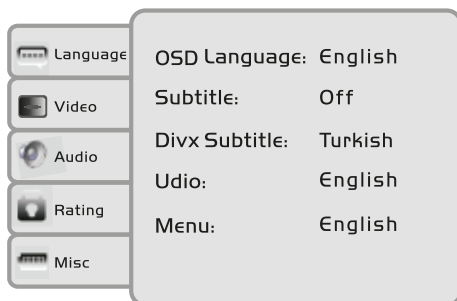 Language
Video
Audio
Rating
Misc
OSD Language: English
Subtitle: Off
Divx Subtitle: Turkish
Udio: English
Menu: English